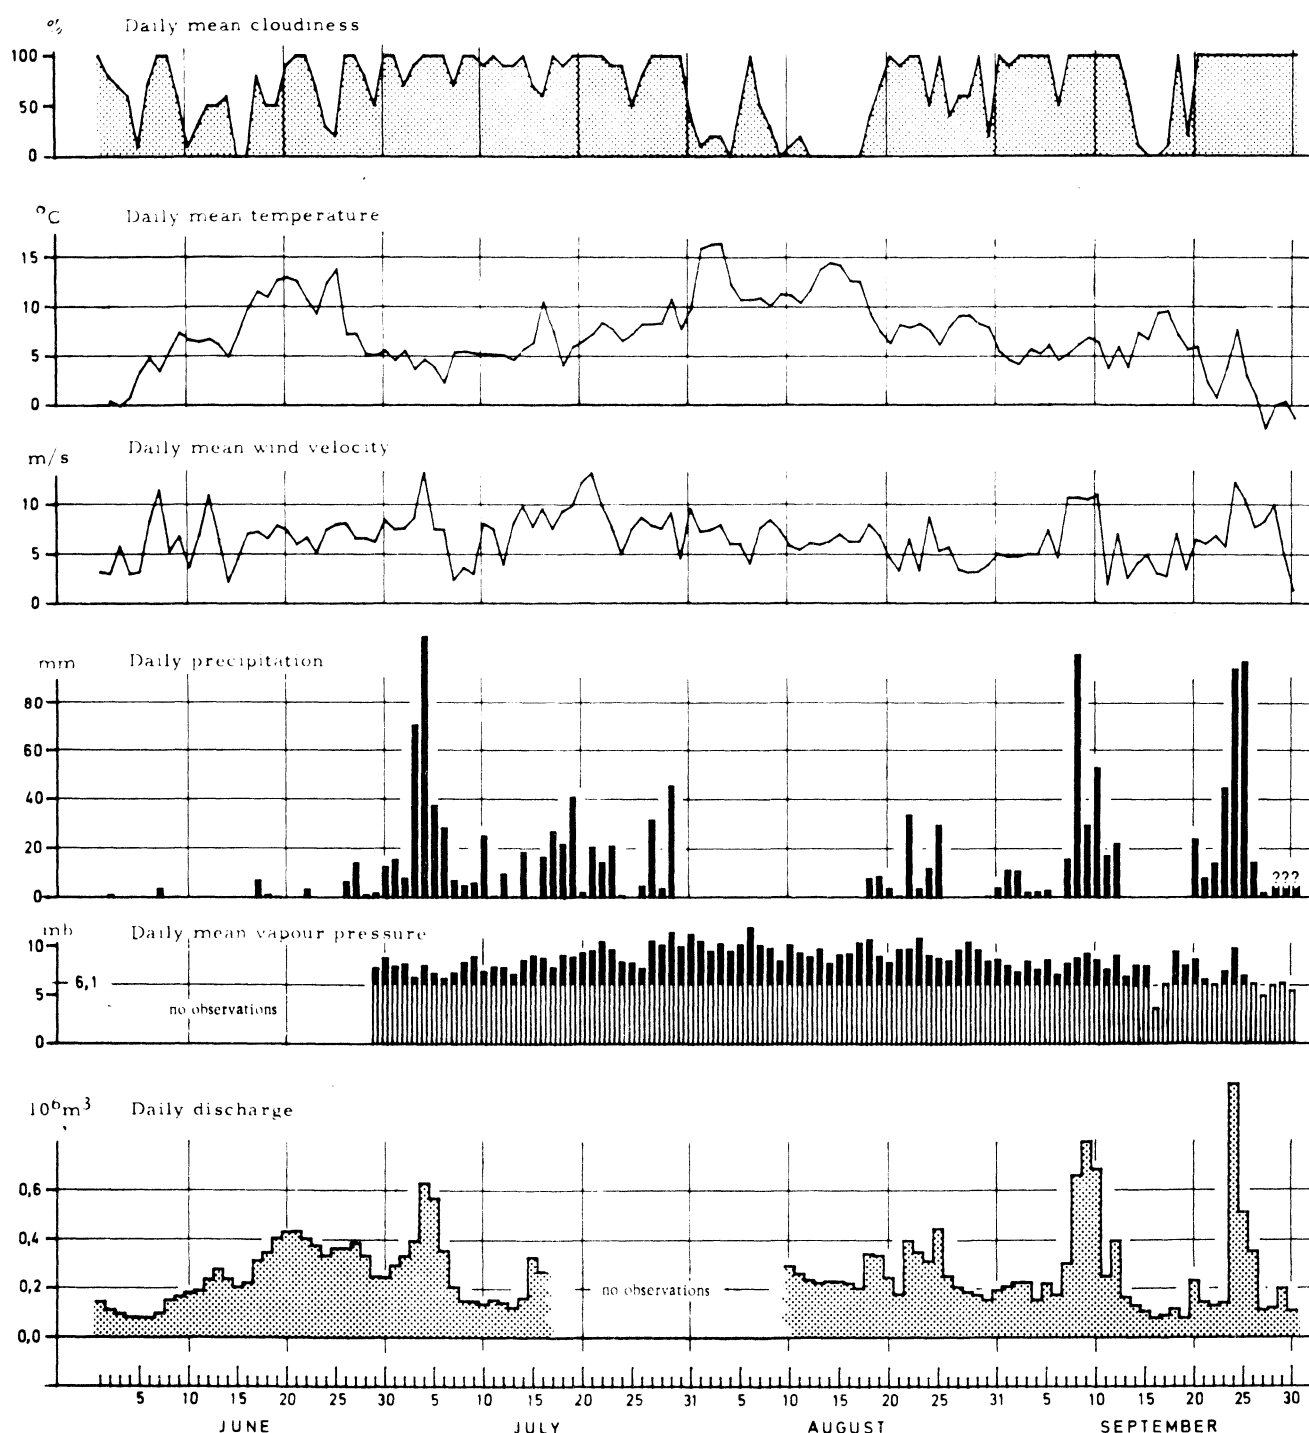 % Daily mean cloudiness
100
50
0
°C Daily mean temperature
15
10
5
0
m/s Daily mean wind velocity
10
5
0
mm Daily precipitation
80
60
40
20
0
???
mb Daily mean vapour pressure
10
6,1
5
no observations
0
10⁶m³ Daily discharge
0,6
0,4
0,2
no observations
0,0
5 10 15 20 25 30 5 10 15 20 25 31 5 10 15 20 25 31 5 10 15 20 25 30
JUNE JULY AUGUST SEPTEMBER